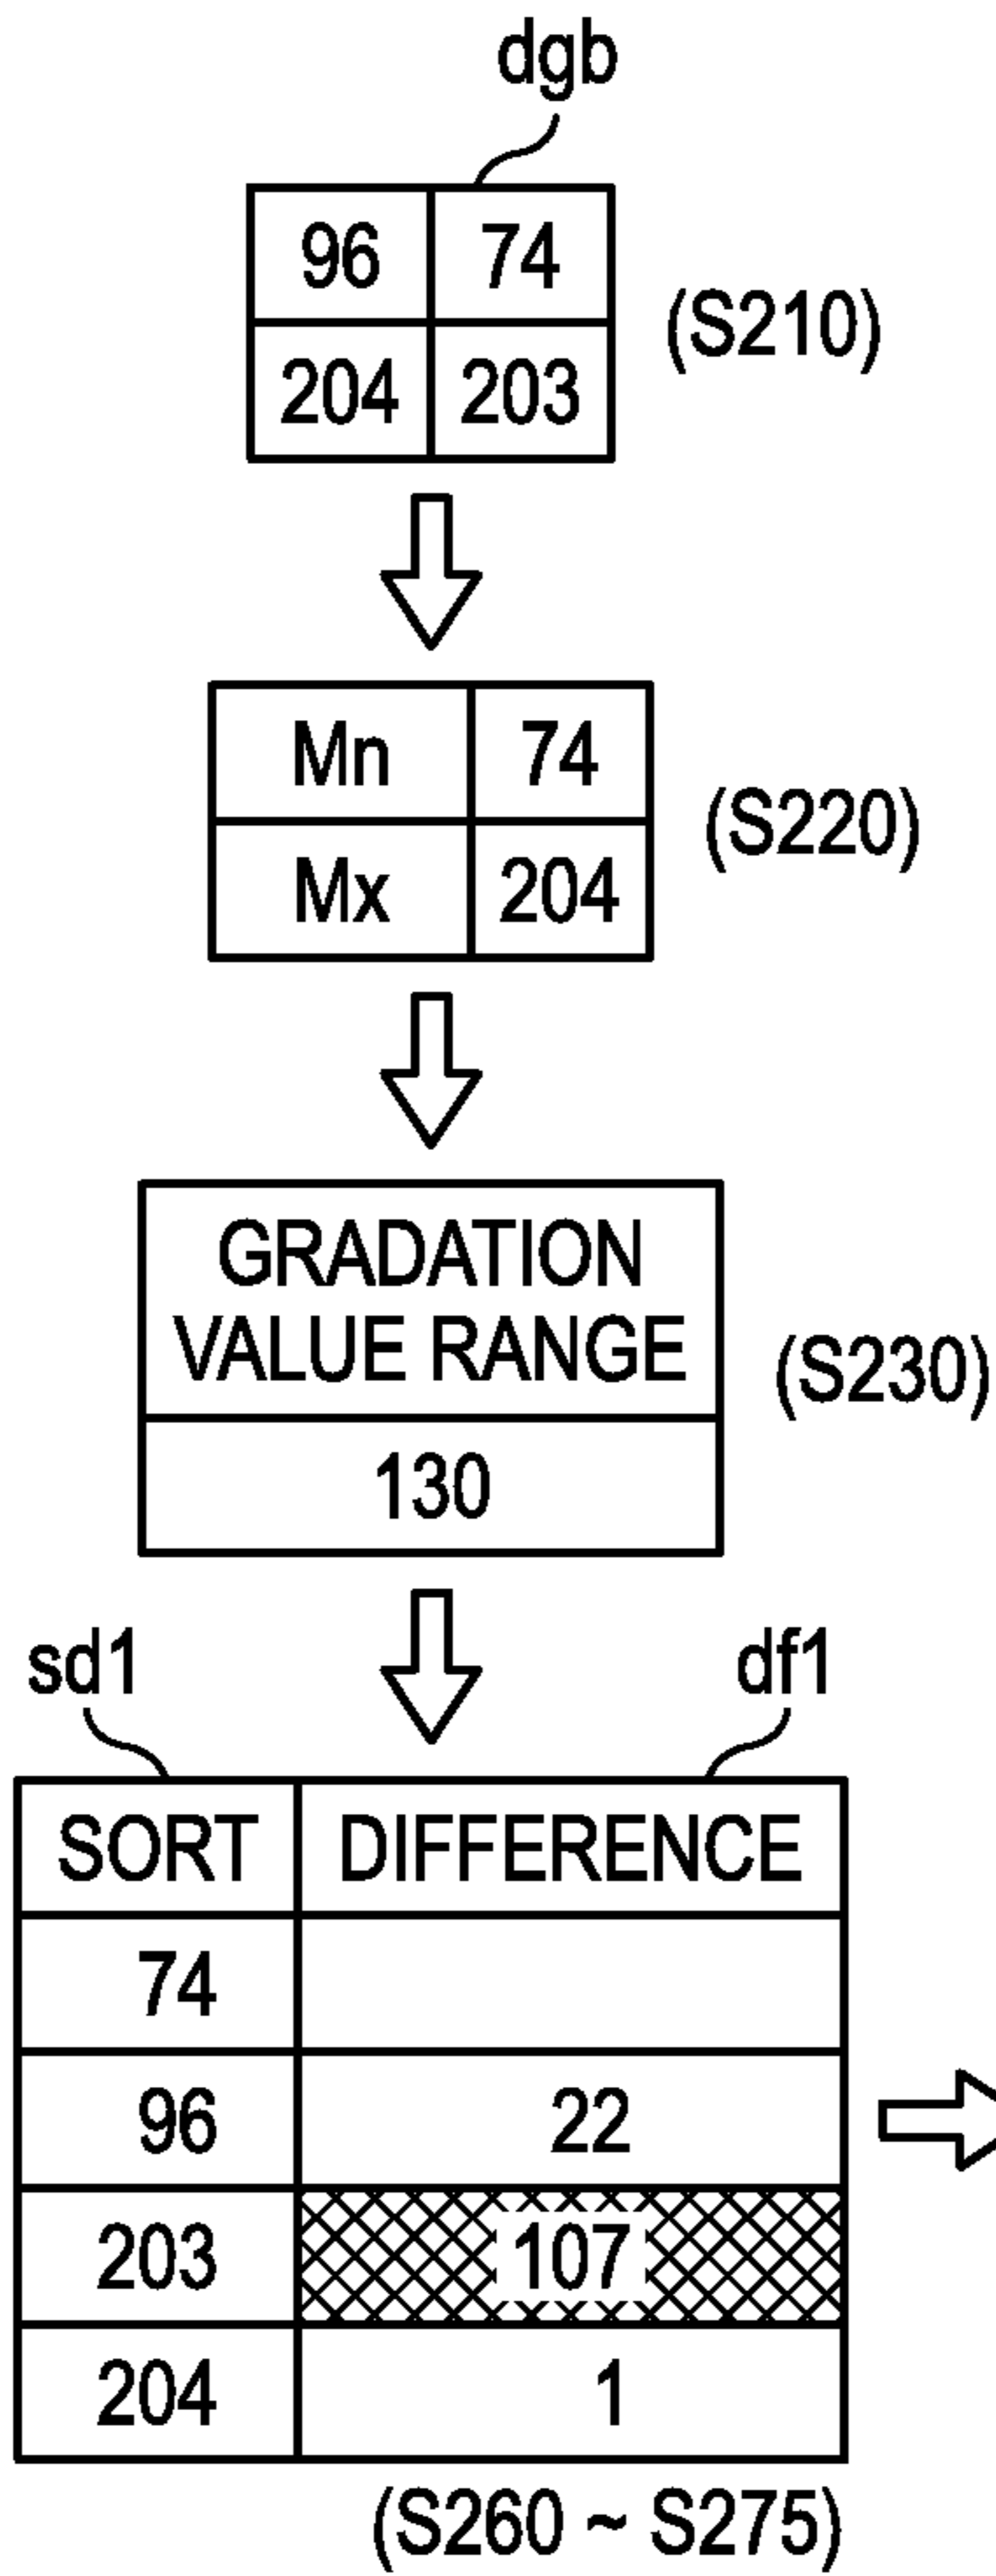 dgb
96 74
(S210)
204 203
Mn 74
(S220)
Mx 204
GRADATION
VALUE RANGE
(S230)
130
sd1 df1
SORT DIFFERENCE
74
96 22
203 107
204 1
(S260 ~ S275)